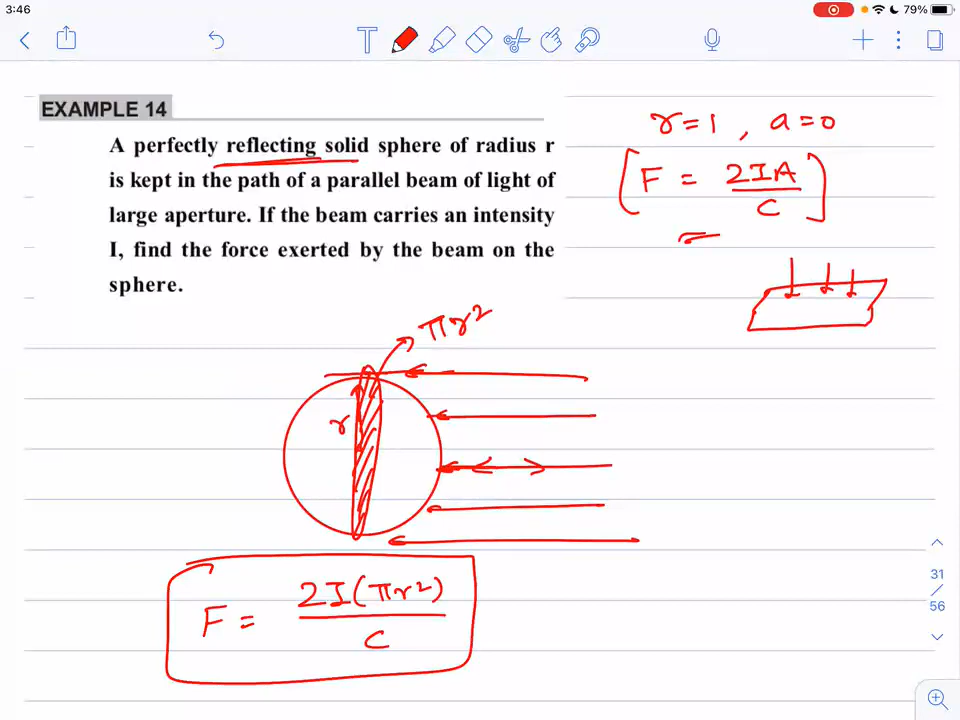 3:46
79%
T
EXAMPLE 14
A perfectly reflecting solid sphere of radius r
is kept in the path of a parallel beam of light of
large aperture. If the beam carries an intensity
I, find the force exerted by the beam on the
sphere.
r=1 , a=0
[F = 2IA/C]
πr²
r
F = 2I(πr²)/C
31
/
56